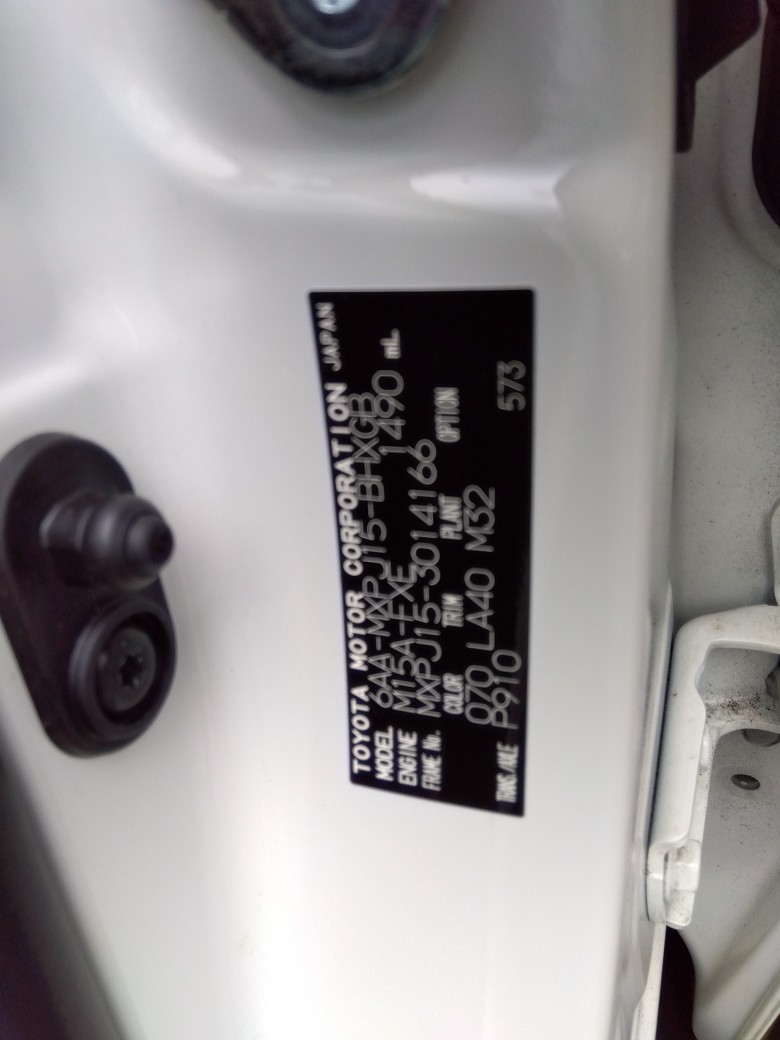 TOYOTA MOTOR CORPORATION JAPAN
MODEL 6AA-MXPJ15-BHXGB
ENGINE M15A-FXE 1490 mL
FRAME No. MXPJ15-3014166
COLOR TRIM PLANT OPTION
070 LA40 M32
TRANS/AXLE P910 573